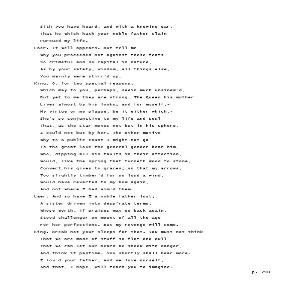 Sith you have heard, and with a knowing ear,
That he which hath your noble father slain
Pursued my life.
Laer. It well appears. But tell me
Why you proceeded not against these feats
So crimeful and so capital in nature,
As by your safety, wisdom, all things else,
You mainly were stirr'd up.
King. O, for two special reasons,
Which may to you, perhaps, seem much unsinew'd,
But yet to me they are strong. The Queen his mother
Lives almost by his looks; and for myself,-
My virtue or my plague, be it either which,-
She's so conjunctive to my life and soul
That, as the star moves not but in his sphere,
I could not but by her. The other motive
Why to a public count I might not go
Is the great love the general gender bear him,
Who, dipping all his faults in their affection,
Would, like the spring that turneth wood to stone,
Convert his gives to graces; so that my arrows,
Too slightly timber'd for so loud a wind,
Would have reverted to my bow again,
And not where I had aim'd them.
Laer. And so have I a noble father lost;
A sister driven into desp'rate terms,
Whose worth, if praises may go back again,
Stood challenger on mount of all the age
For her perfections. But my revenge will come.
King. Break not your sleeps for that. You must not think
That we are made of stuff so flat and dull
That we can let our beard be shook with danger,
And think it pastime. You shortly shall hear more.
I lov'd your father, and we love ourself,
And that, I hope, will teach you to imagine-